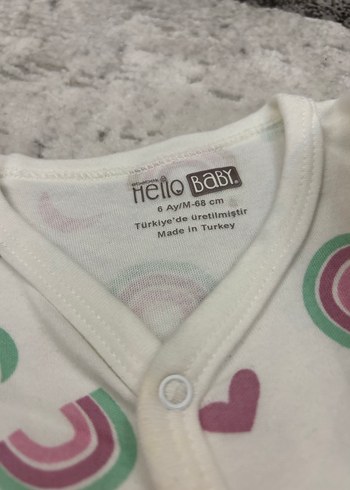 Hello BABY.
6 Ay/M-68 cm
Türkiye'de üretilmiştir
Made in Turkey